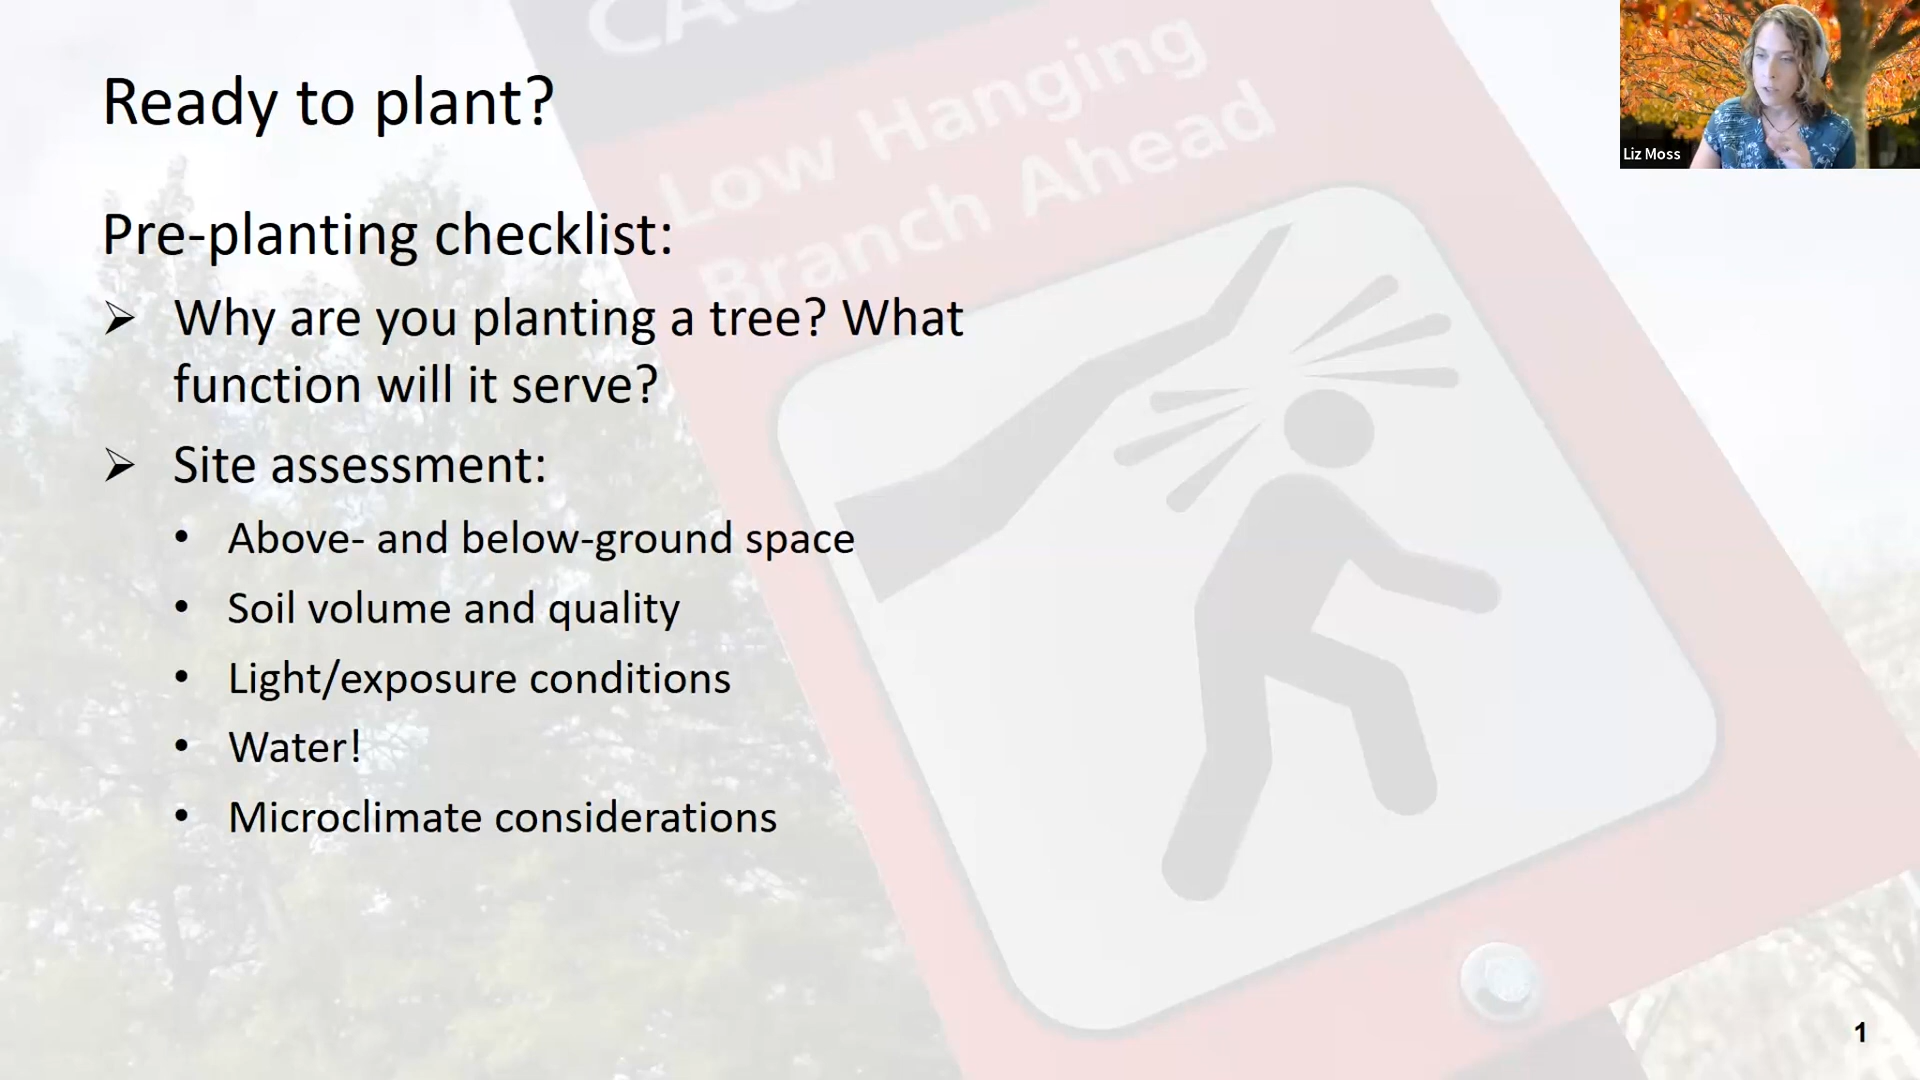 Ready to plant?
Pre-planting checklist:
➢ Why are you planting a tree? What
function will it serve?
➢ Site assessment:
• Above- and below-ground space
• Soil volume and quality
• Light/exposure conditions
• Water!
• Microclimate considerations
Low Hanging
Branch Ahead
Liz Moss
1